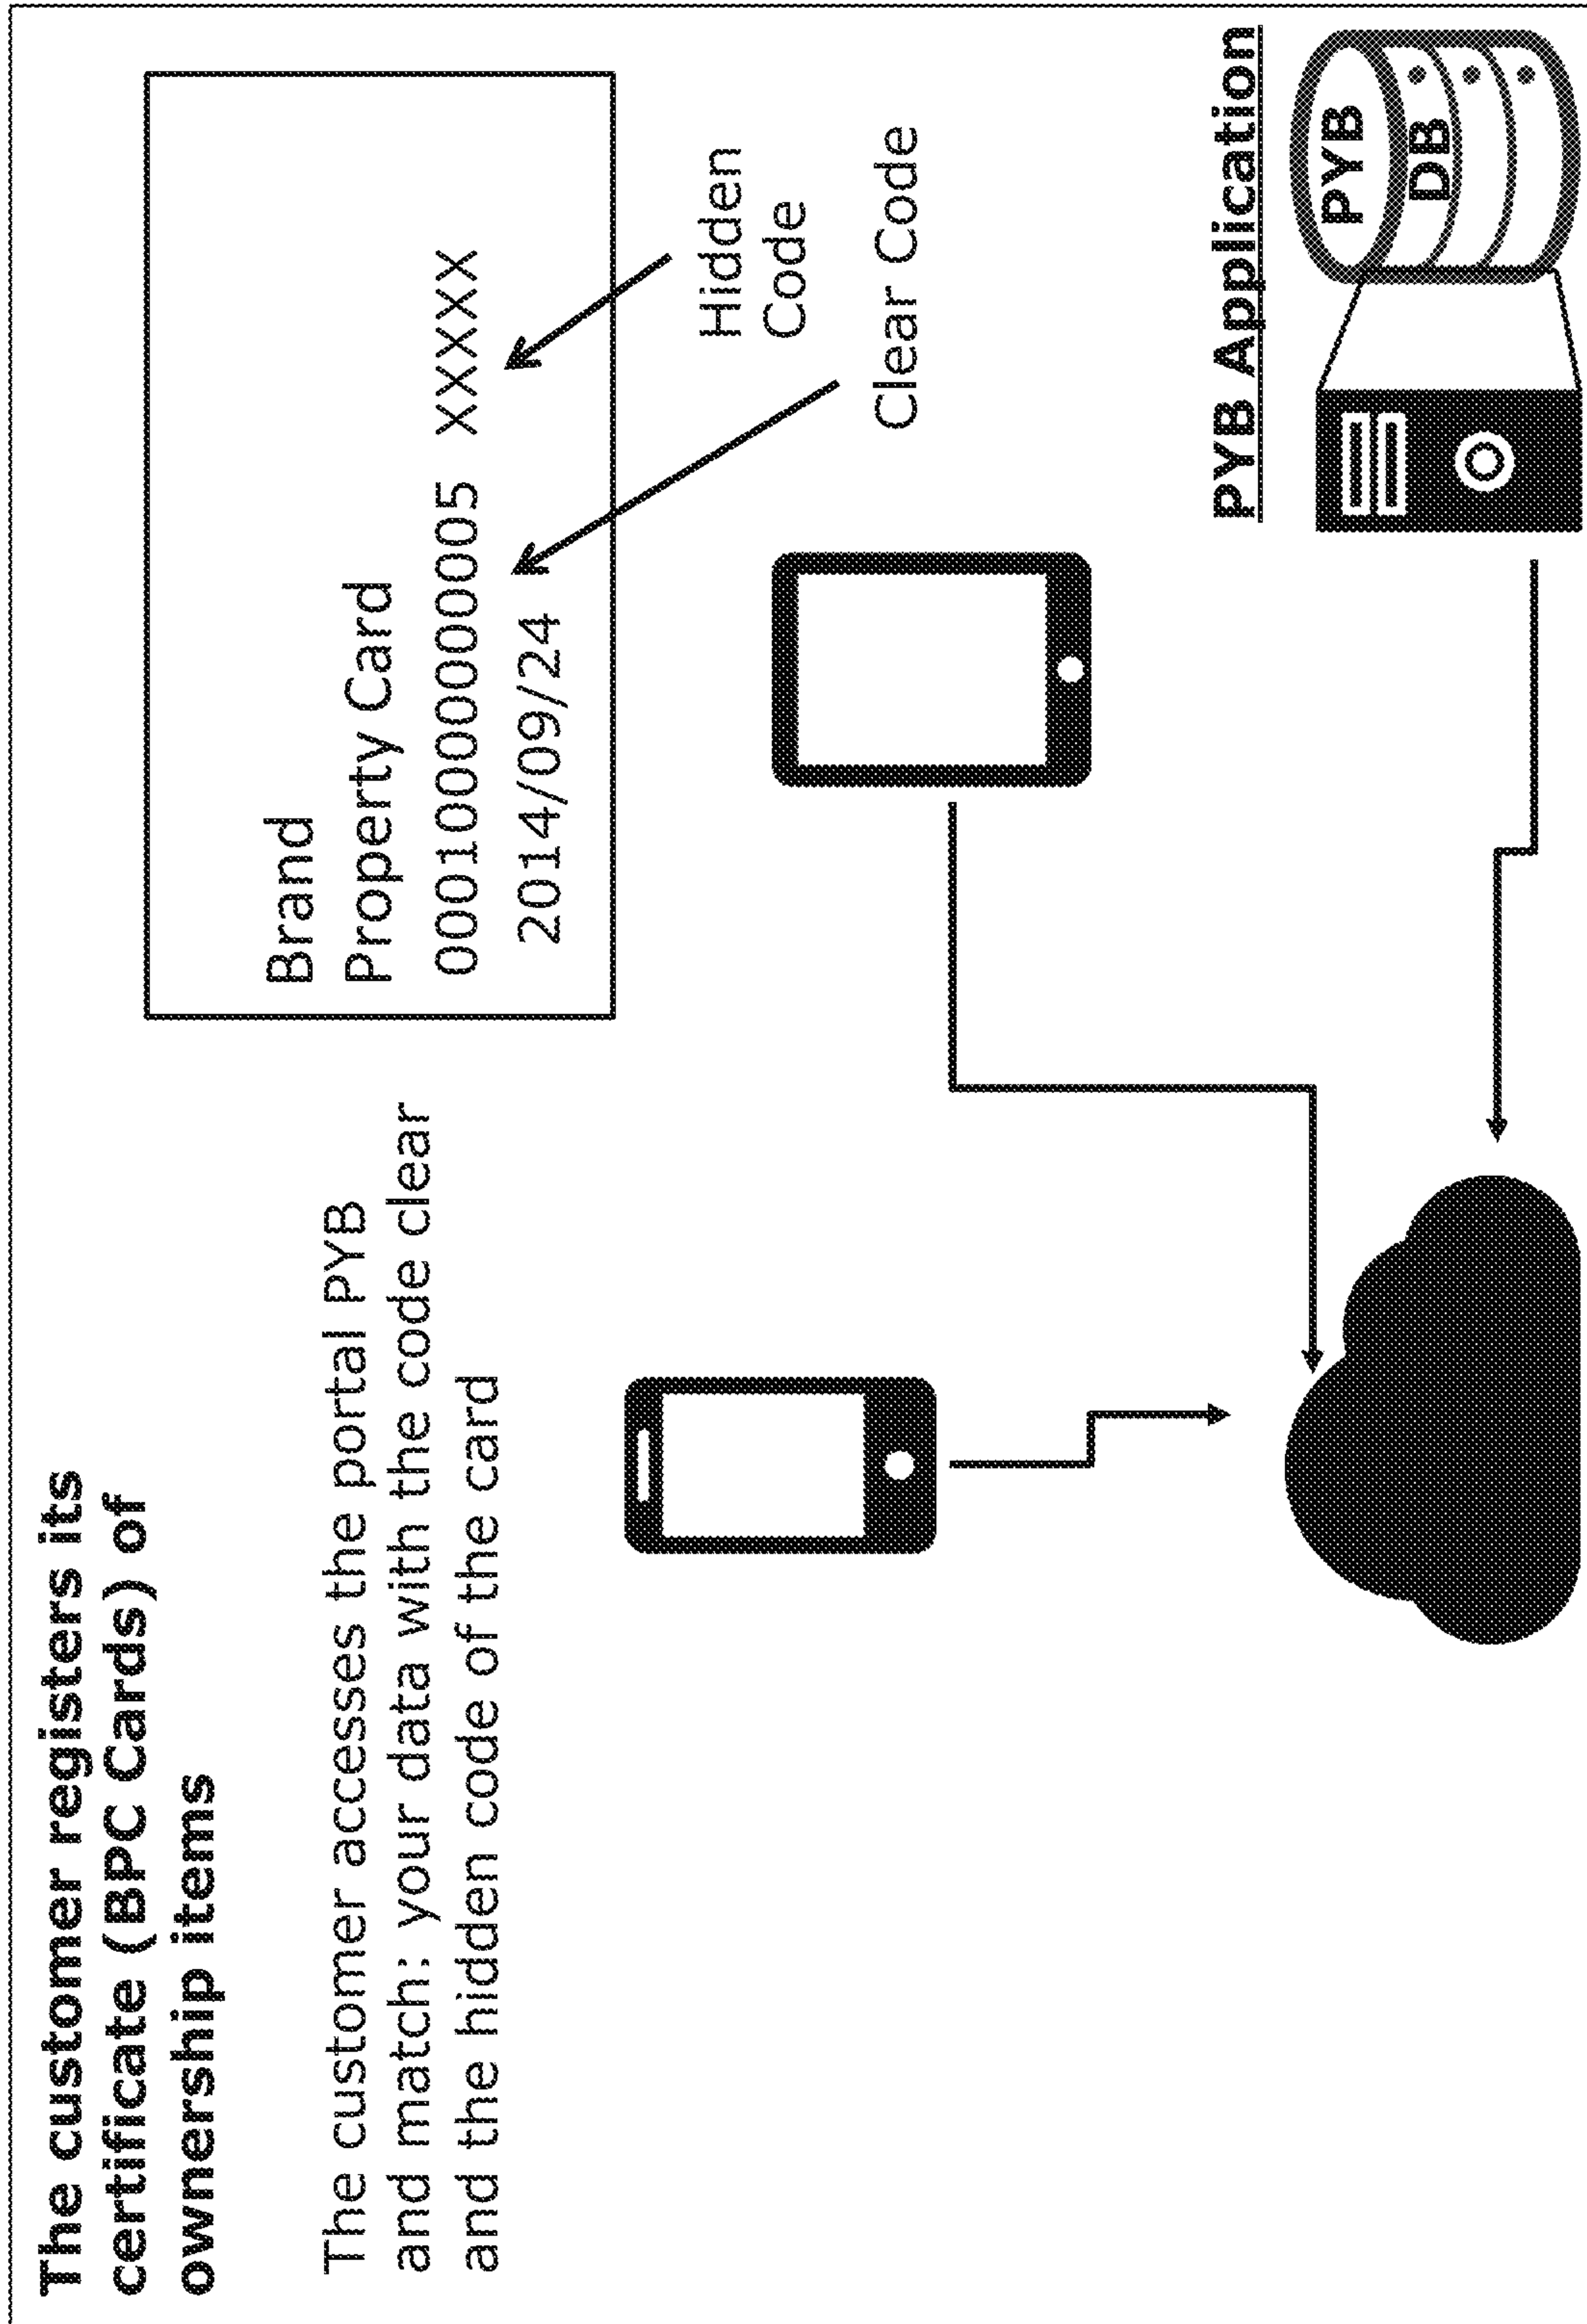 The customer registers its
certificate (BPC Cards) of
ownership items
The customer accesses the portal PYB
and match: your data with the code clear
and the hidden code of the card
Brand
Property Card
00010000000005 XXXXX
2014/09/24
Hidden
Code
Clear Code
PYB Application
PYB
DB